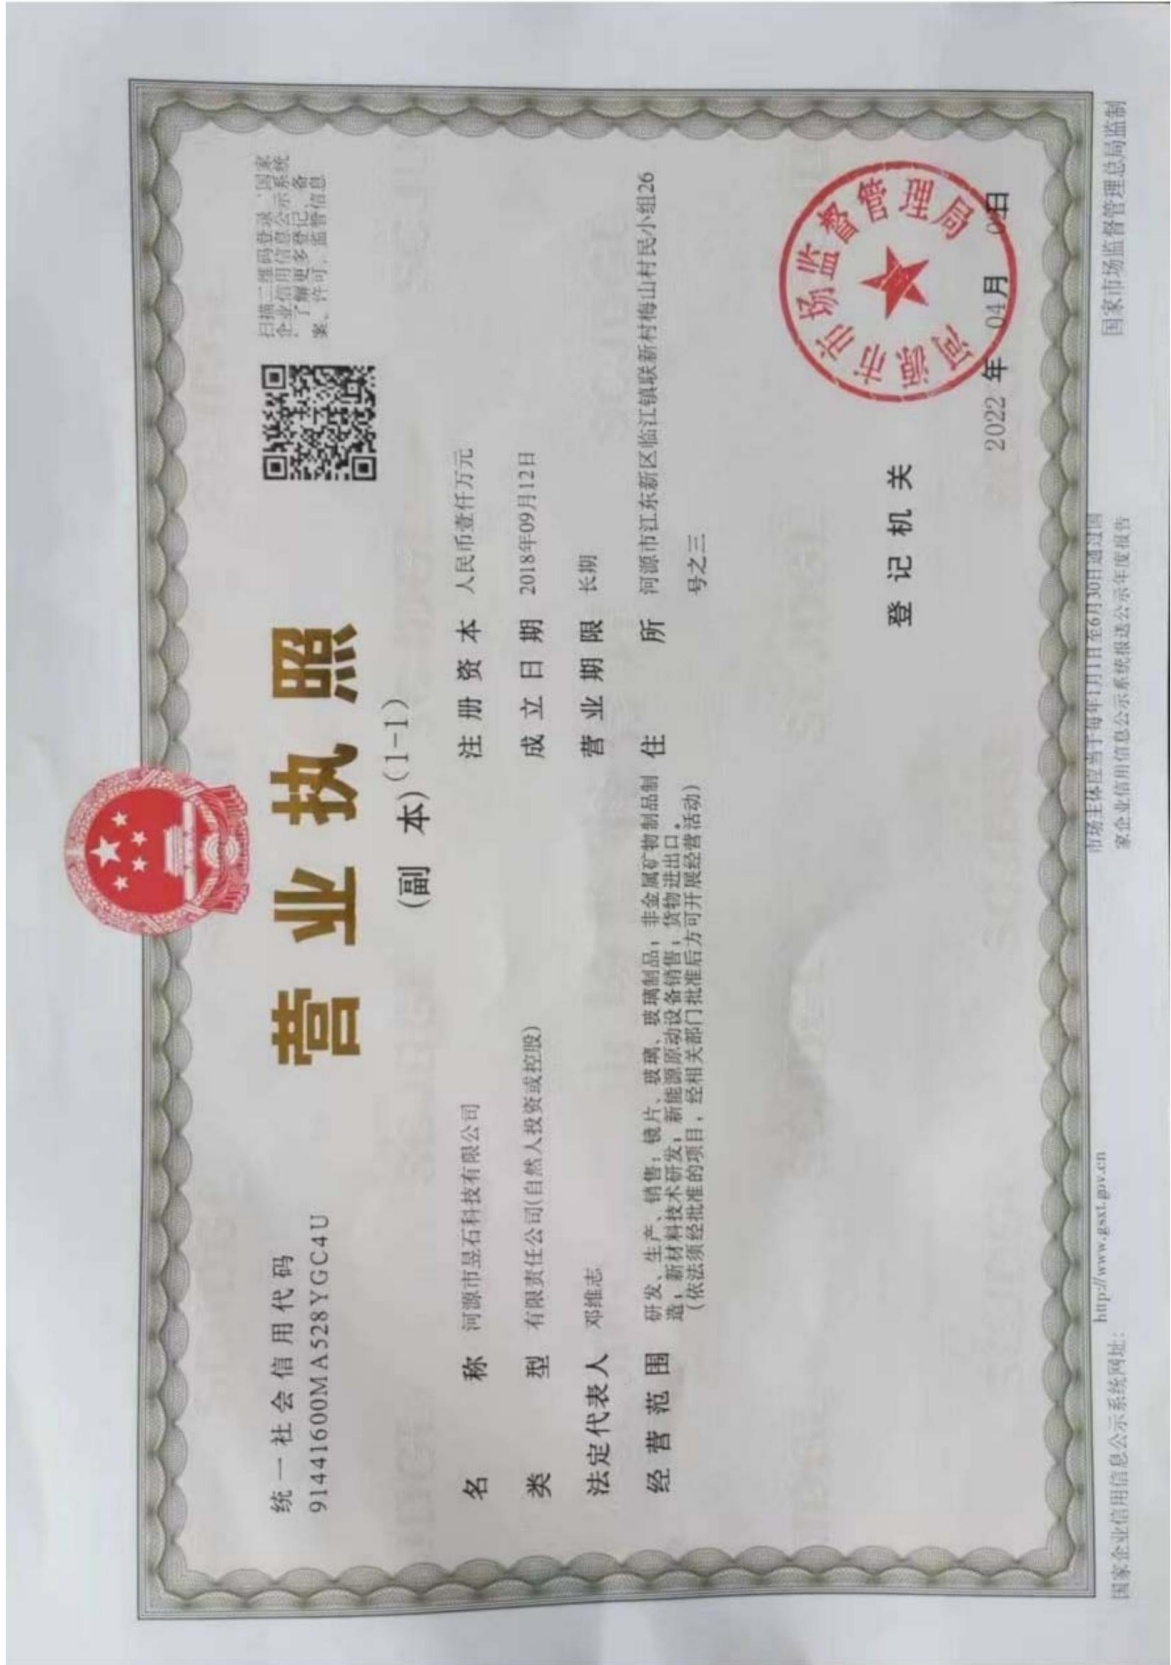 统一社会信用代码
91441600MA528YGC4U
营业执照
(副 本)(1-1)
扫描二维码登录‘国家
企业信用信息公示系统
’了解更多登记、备
案、许可、监管信息
名 称 河源市昱石科技有限公司
类 型 有限责任公司(自然人投资或控股)
法定代表人 邓维志
经营范围 研发、生产、销售：镜片、玻璃、玻璃制品；非金属矿物制品制
造；新材料技术研发；新能源原动设备销售；货物进出口。
(依法须经批准的项目，经相关部门批准后方可开展经营活动)
注册资本 人民币壹仟万元
成立日期 2018年09月12日
营业期限 长期
住 所 河源市江东新区临江镇联新村梅山村民小组26
号之三
登记机关
河源市市场监督管理局
2022 年 04月 日
国家企业信用信息公示系统网址：
http://www.gsxt.gov.cn
市场主体应当于每年1月1日至6月30日通过国
家企业信用信息公示系统报送公示年度报告
国家市场监督管理总局监制